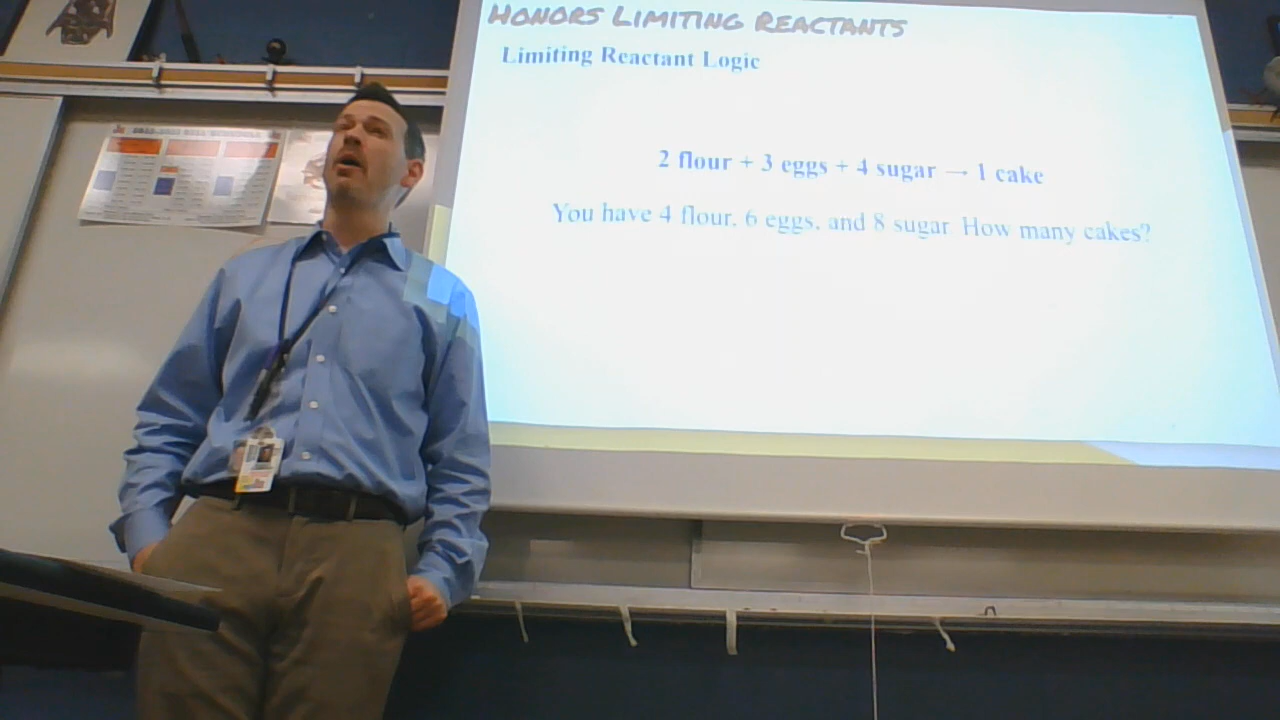 HONORS LIMITING REACTANTS
Limiting Reactant Logic
2 flour + 3 eggs + 4 sugar → 1 cake
You have 4 flour, 6 eggs, and 8 sugar. How many cakes?